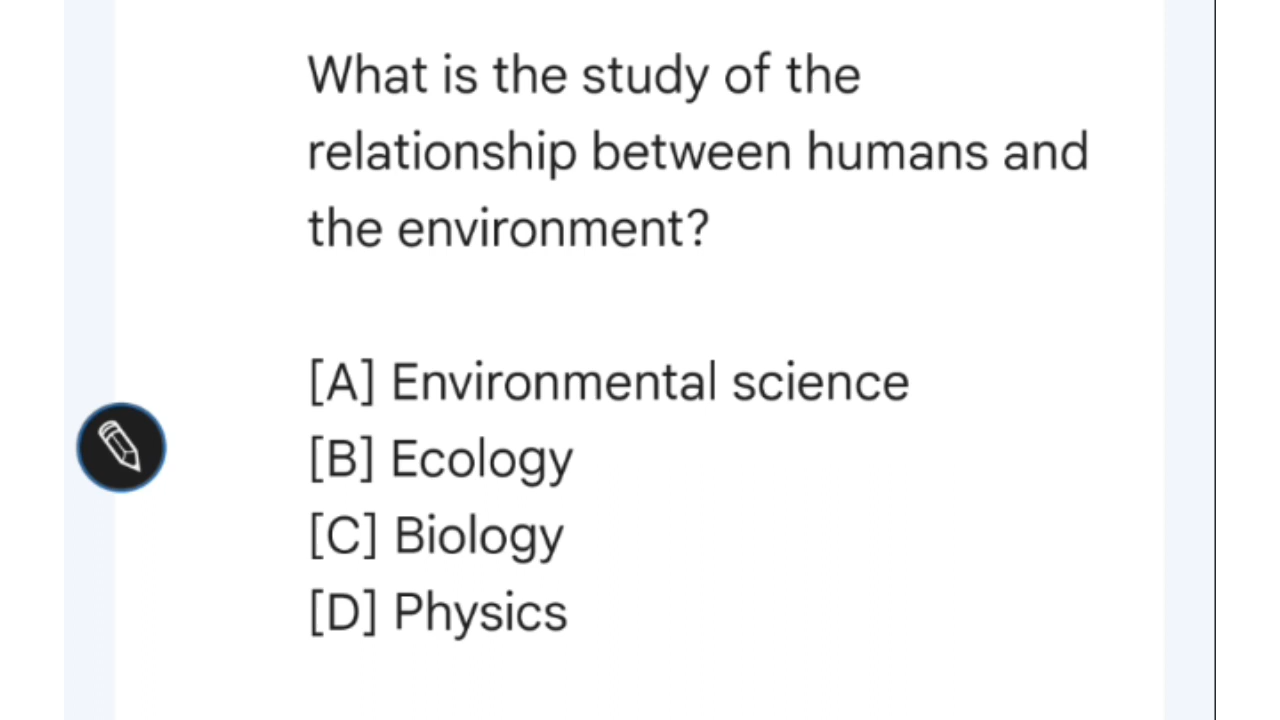 What is the study of the
relationship between humans and
the environment?
[A] Environmental science
[B] Ecology
[C] Biology
[D] Physics